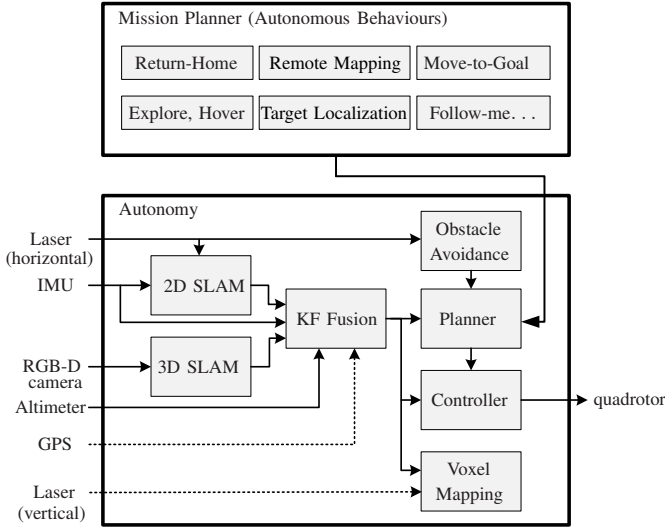 Mission Planner (Autonomous Behaviours)
Return-Home
Remote Mapping
Move-to-Goal
Explore, Hover
Target Localization
Follow-me. . .
Autonomy
Laser
(horizontal)
IMU
RGB-D
camera
Altimeter
GPS
Laser
(vertical)
2D SLAM
3D SLAM
KF Fusion
Obstacle
Avoidance
Planner
Controller
Voxel
Mapping
quadrotor